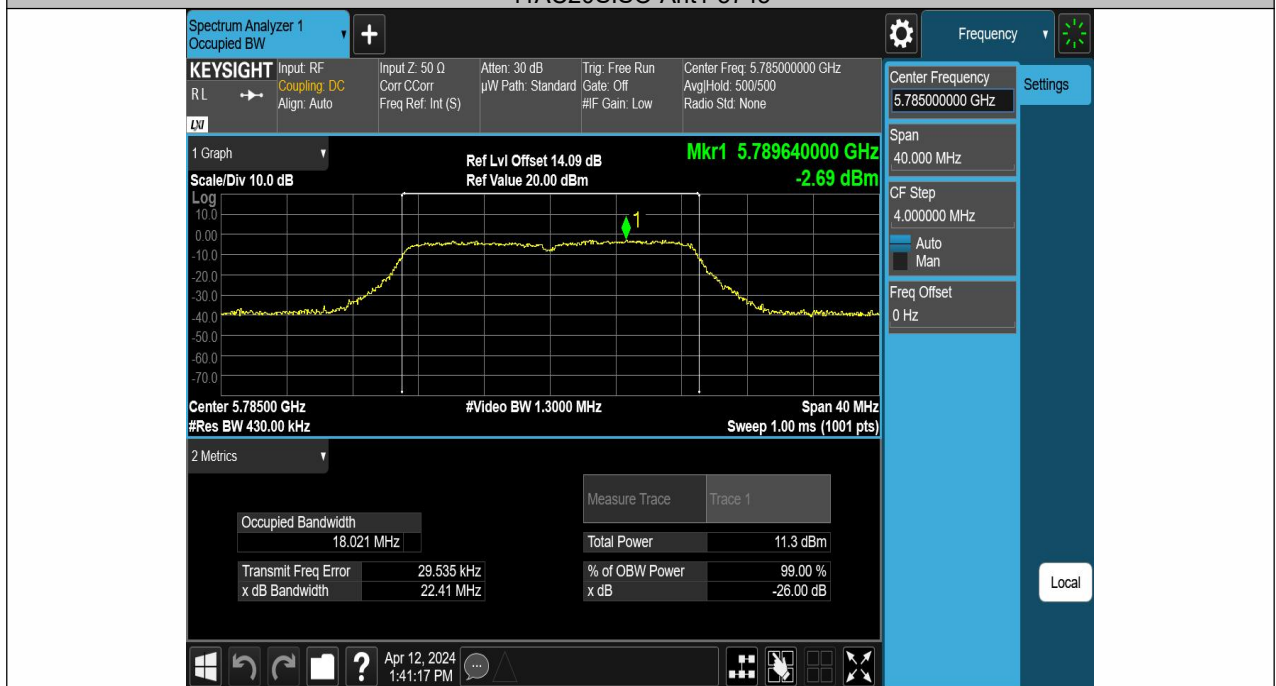 Spectrum Analyzer 1
Occupied BW
+
Frequency
KEYSIGHT
RL
LXI
Input: RF
Coupling: DC
Align: Auto
Input Z: 50 Ω
Corr CCorr
Freq Ref: Int (S)
Atten: 30 dB
µW Path: Standard
Trig: Free Run
Gate: Off
#IF Gain: Low
Center Freq: 5.785000000 GHz
Avg|Hold: 500/500
Radio Std: None
Center Frequency
5.785000000 GHz
Settings
Span
40.000 MHz
CF Step
4.000000 MHz
Auto
Man
Freq Offset
0 Hz
Local
1 Graph
Scale/Div 10.0 dB
Ref Lvl Offset 14.09 dB
Ref Value 20.00 dBm
Mkr1 5.789640000 GHz
-2.69 dBm
Log
10.0
0.00
-10.0
-20.0
-30.0
-40.0
-50.0
-60.0
-70.0
1
Center 5.78500 GHz
#Video BW 1.3000 MHz
Span 40 MHz
#Res BW 430.00 kHz
Sweep 1.00 ms (1001 pts)
2 Metrics
Measure Trace
Trace 1
Occupied Bandwidth
18.021 MHz
Total Power
11.3 dBm
Transmit Freq Error
29.535 kHz
% of OBW Power
99.00 %
x dB Bandwidth
22.41 MHz
x dB
-26.00 dB
?
Apr 12, 2024
1:41:17 PM